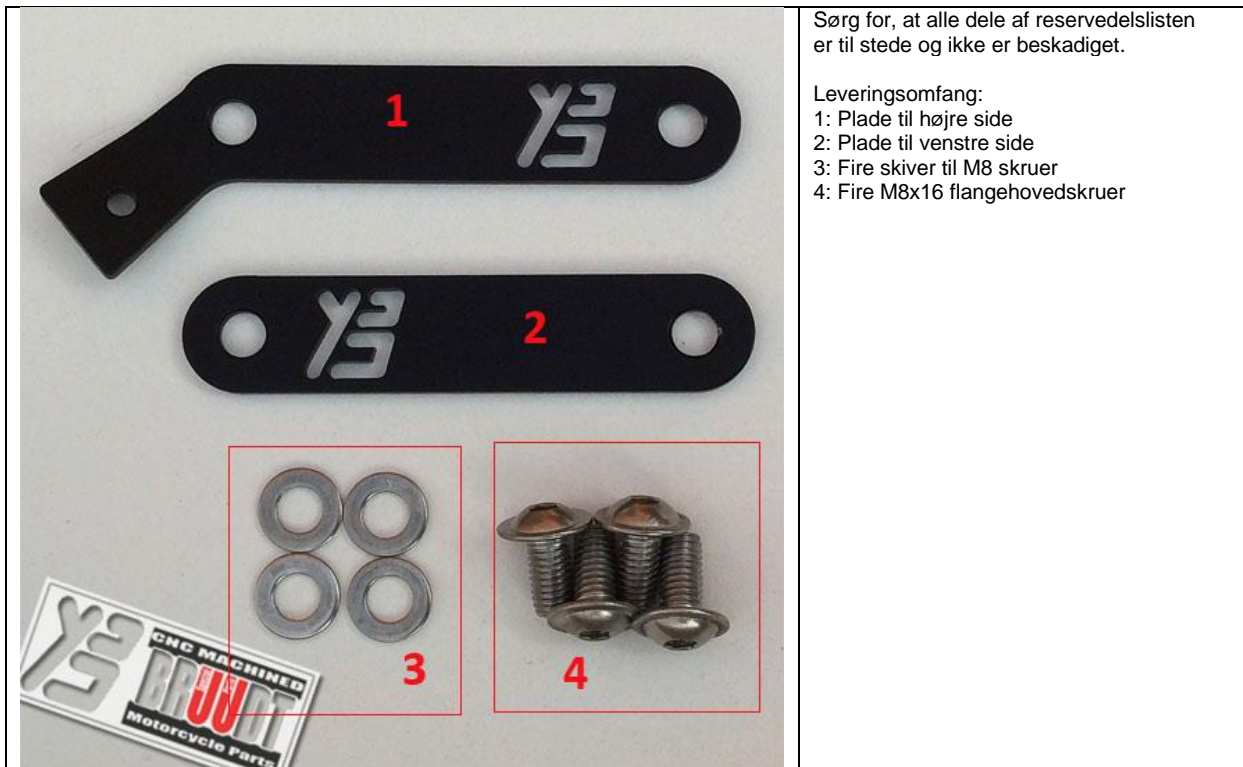 1
2
3
4
CNC MACHINED
BRUUDT
Motorcycle Parts
Sørg for, at alle dele af reservedelslisten
er til stede og ikke er beskadiget.
Leveringsomfang:
1: Plade til højre side
2: Plade til venstre side
3: Fire skiver til M8 skruer
4: Fire M8x16 flangehovedskruer